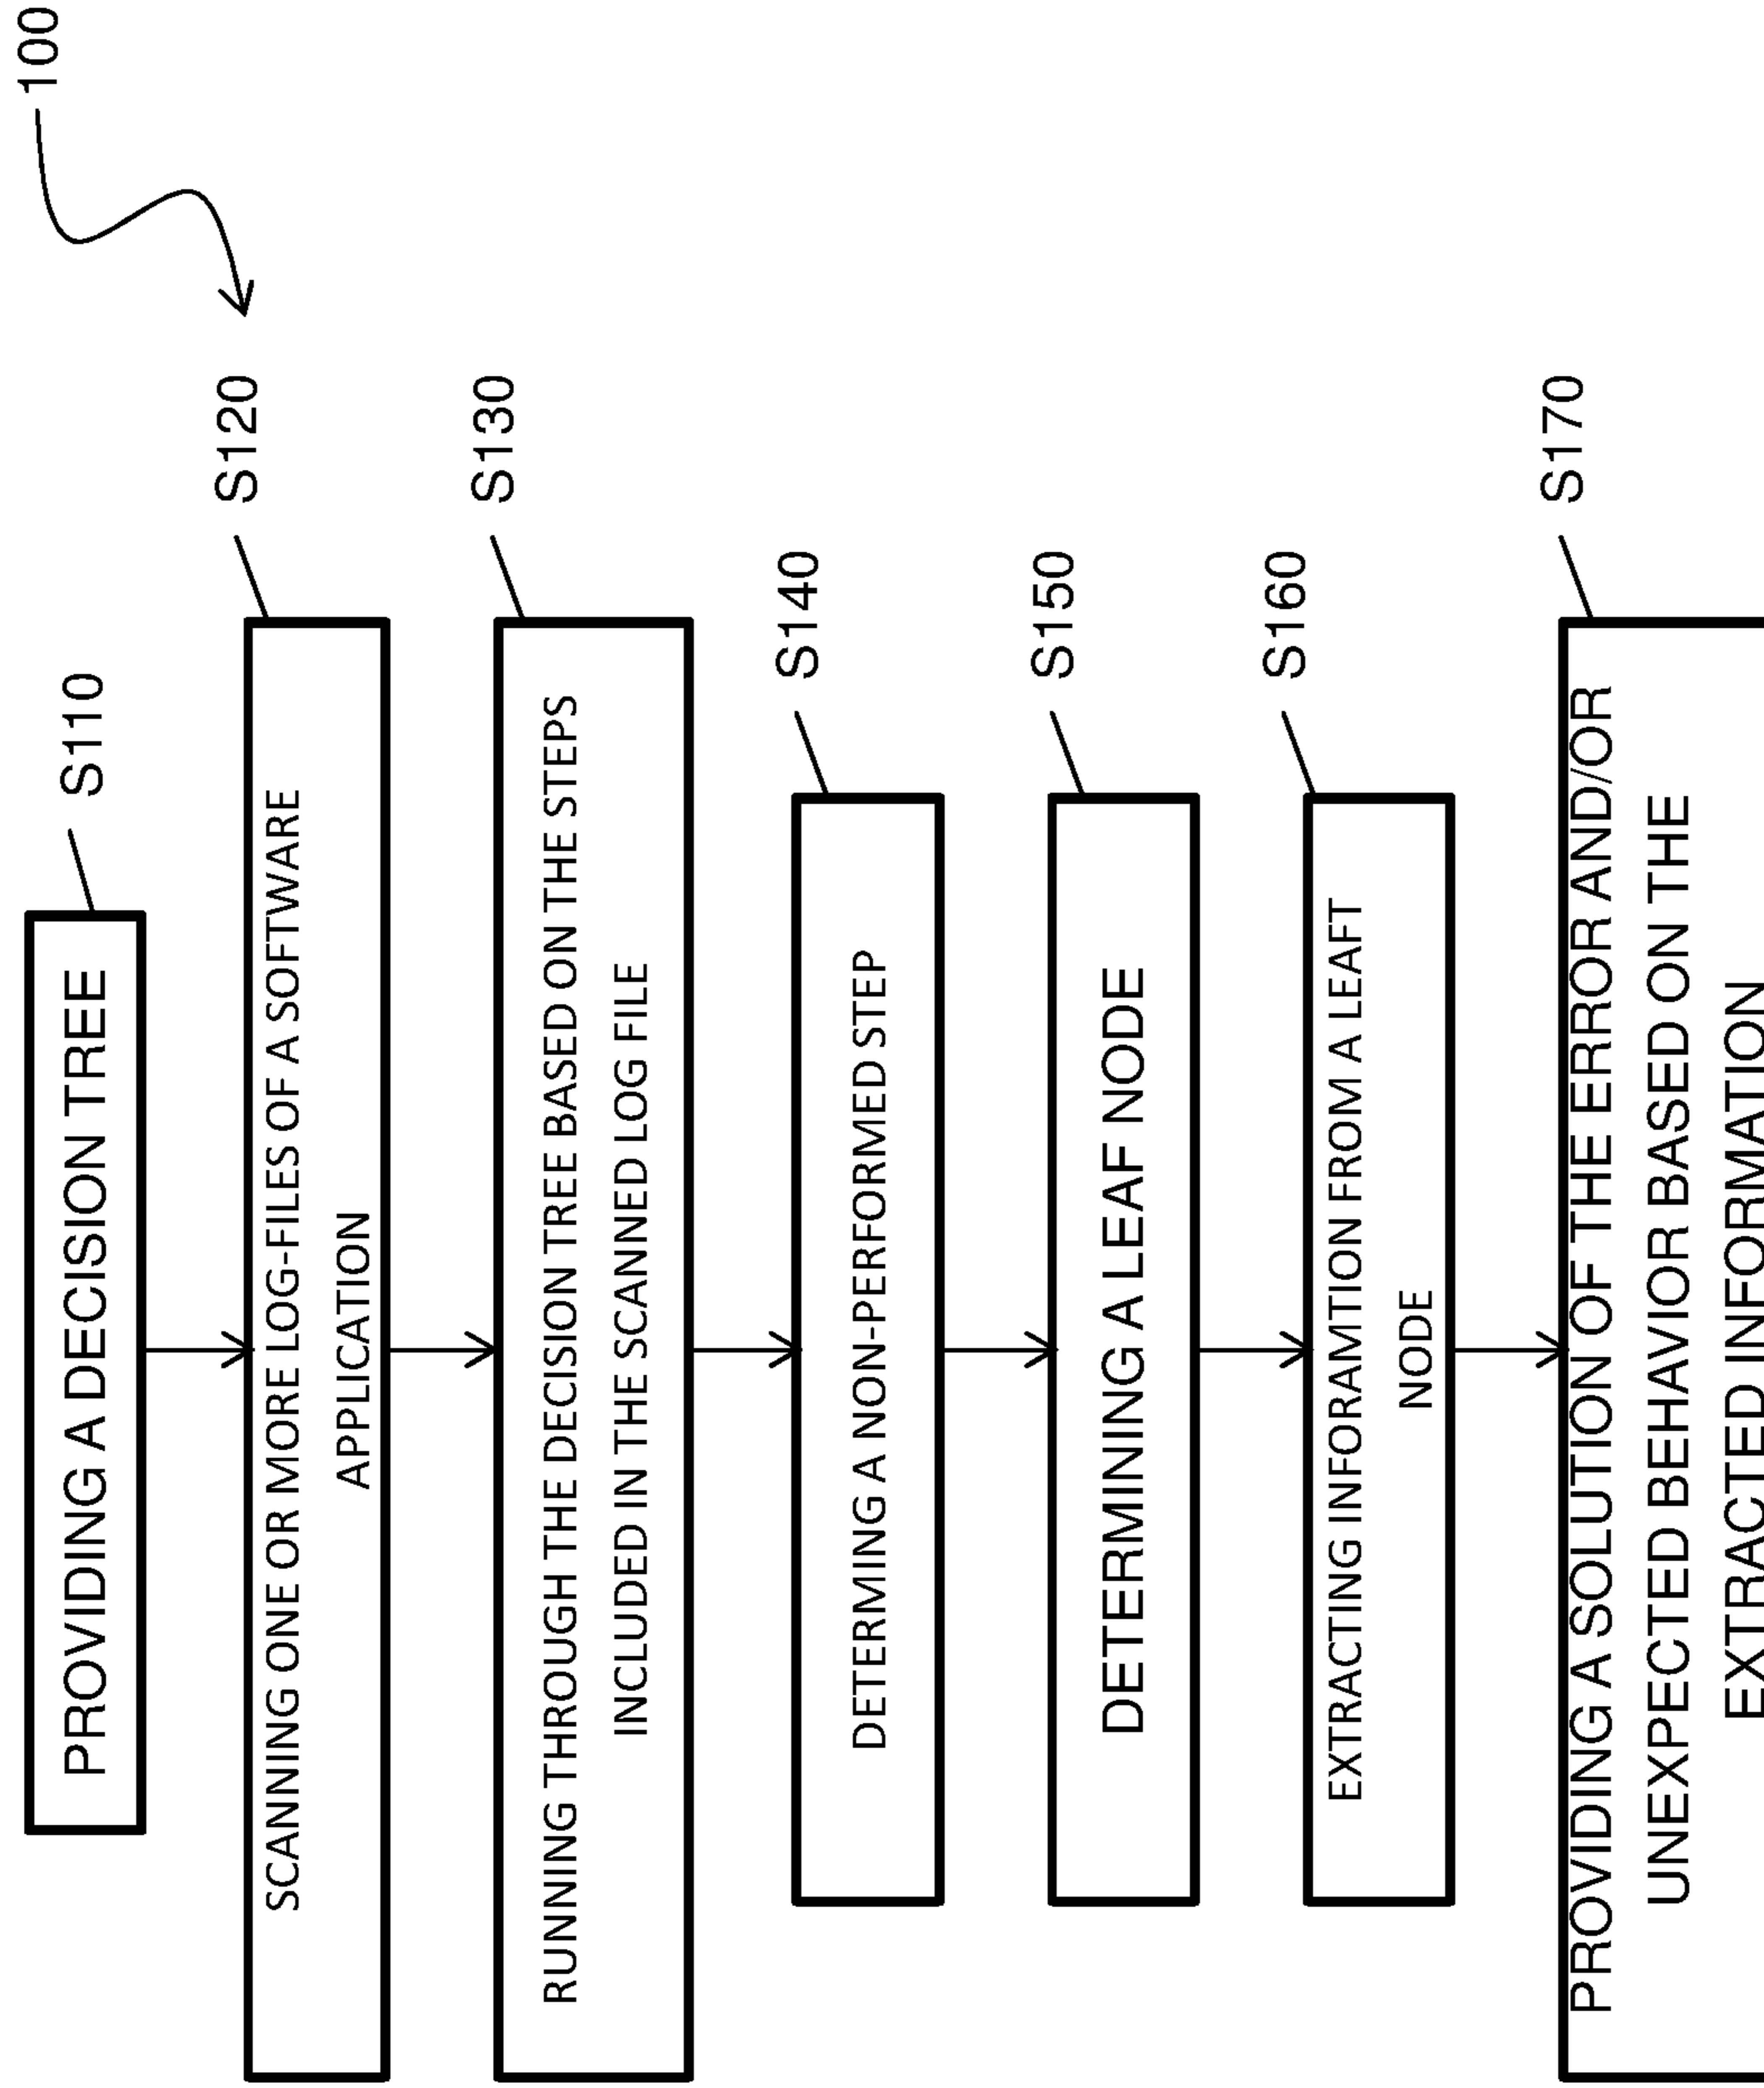 100
S110
PROVIDING A DECISION TREE
S120
SCANNING ONE OR MORE LOG-FILES OF A SOFTWARE
APPLICATION
S130
RUNNING THROUGH THE DECISION TREE BASED ON THE STEPS
INCLUDED IN THE SCANNED LOG FILE
S140
DETERMING A NON-PERFORMED STEP
S150
DETERMINING A LEAF NODE
S160
EXTRACTING INFORAMTION FROM A LEAFT
NODE
S170
PROVIDING A SOLUTION OF THE ERROR AND/OR
UNEXPECTED BEHAVIOR BASED ON THE
EXTRACTED INFORMATION